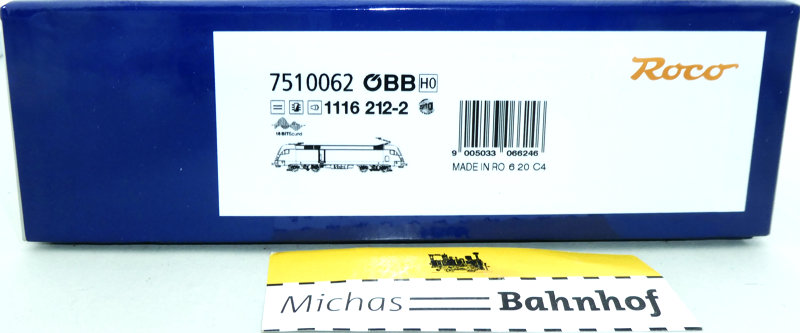 7510062 ÖBB H0
Roco
1116 212-2
16 BIT Sound
9 005033 066246
MADE IN RO 6 20 C4
Michas Bahnhof